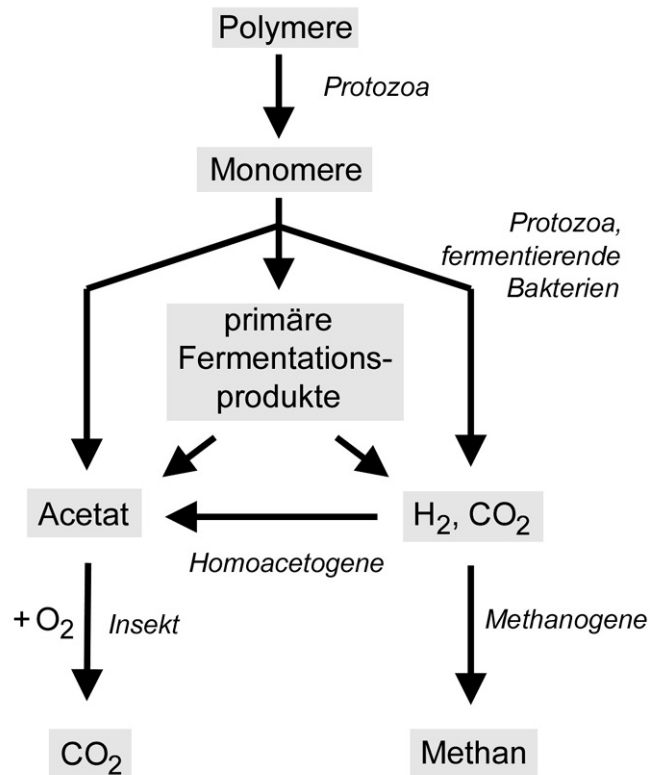 Polymere
Protozoa
Monomere
Protozoa,
fermentierende
Bakterien
primäre
Fermentations-
produkte
Acetat
H₂, CO₂
Homoacetogene
+ O₂
Insekt
Methanogene
CO₂
Methan